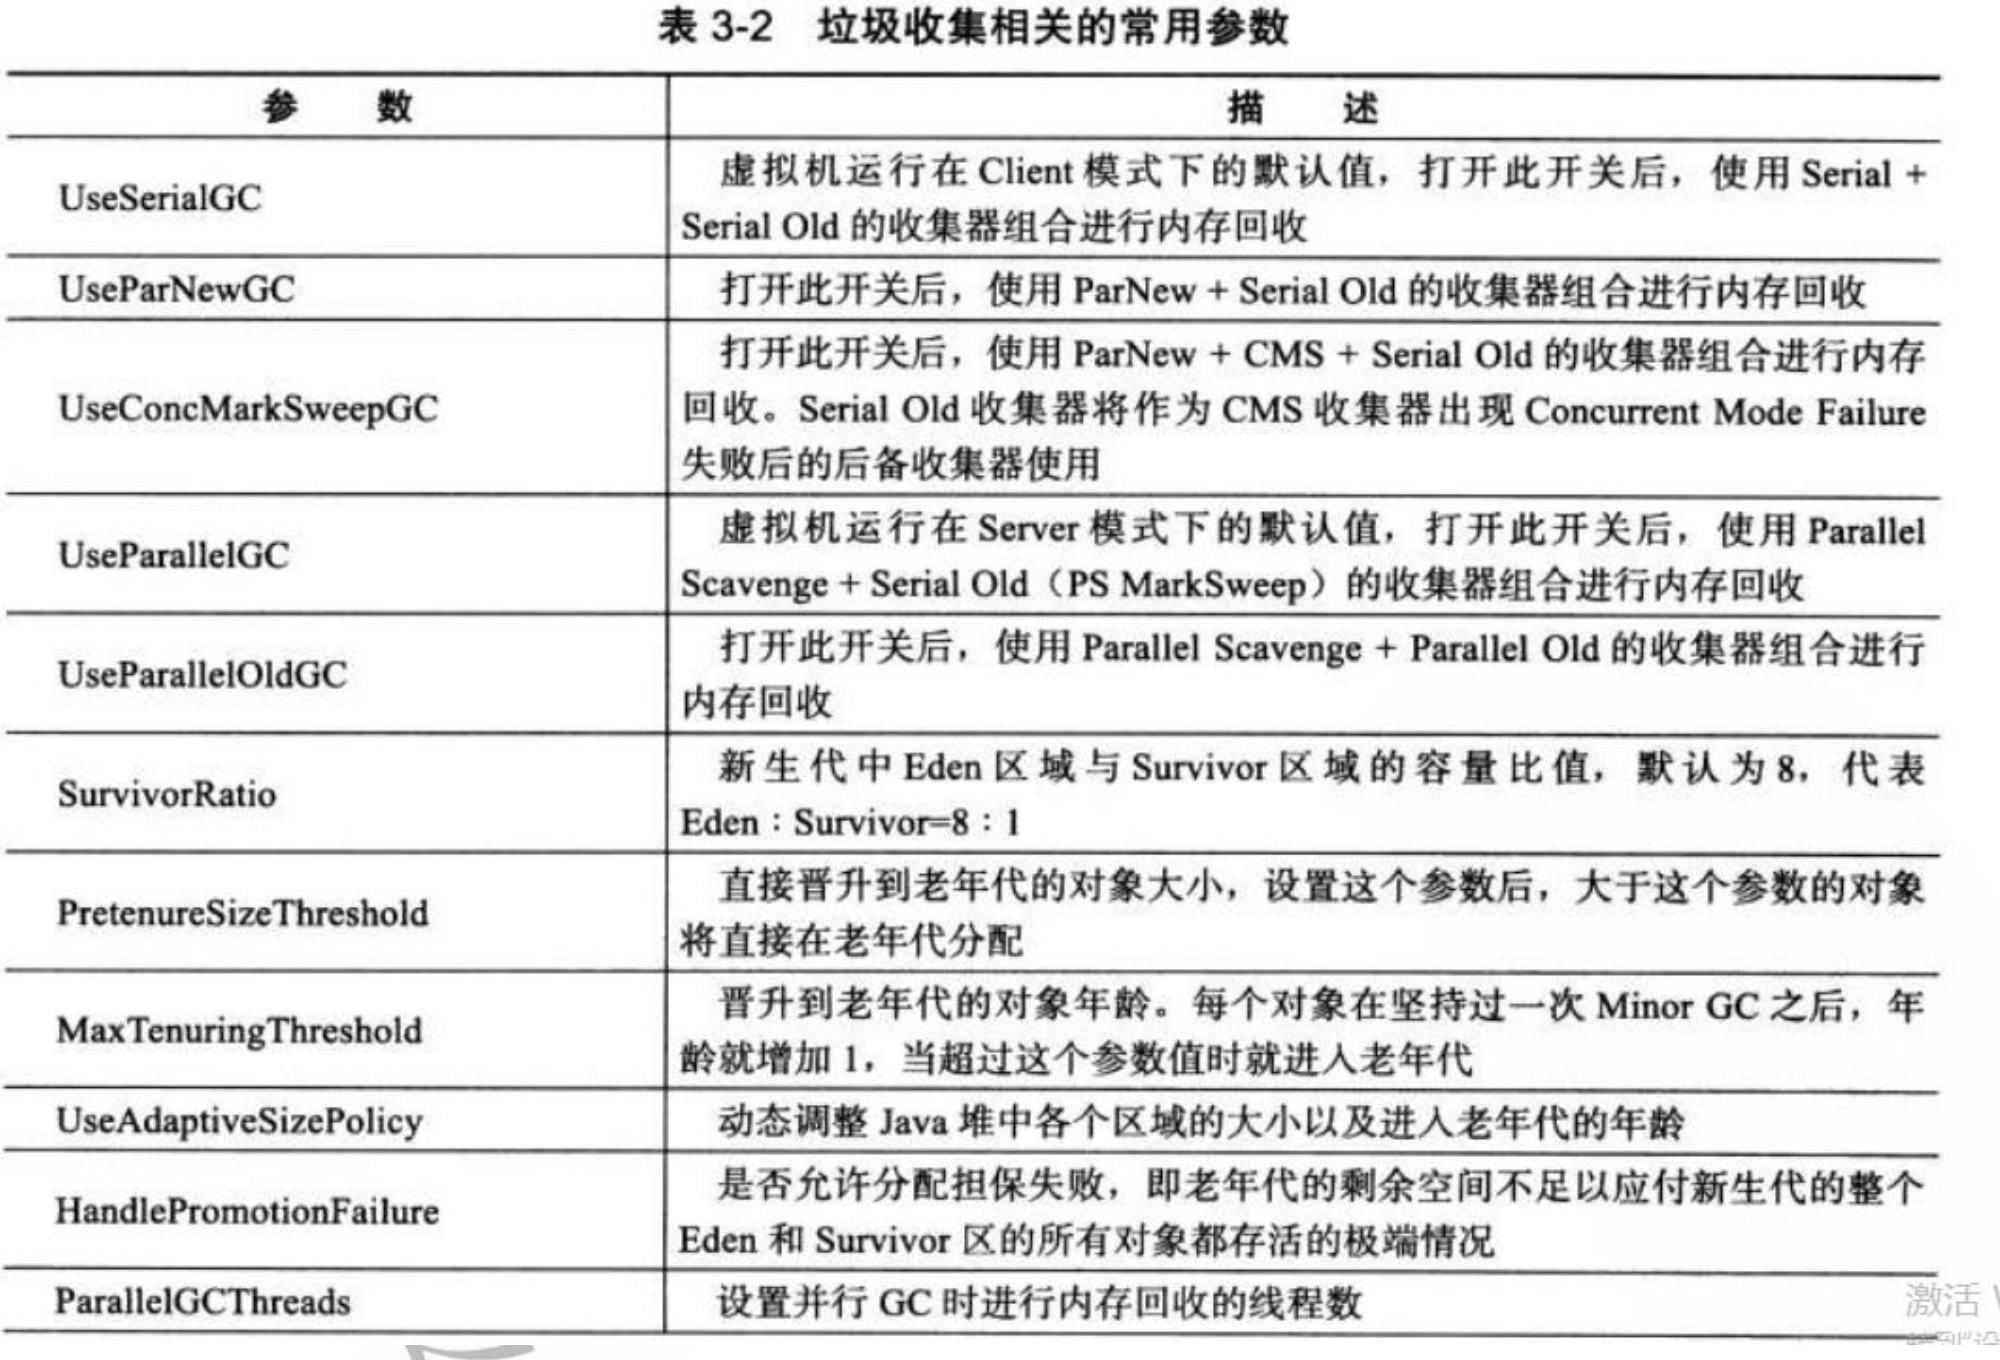 表 3-2 垃圾收集相关的常用参数
参 数
描 述
UseSerialGC
虚拟机运行在 Client 模式下的默认值，打开此开关后，使用 Serial +
Serial Old 的收集器组合进行内存回收
UseParNewGC
打开此开关后，使用 ParNew + Serial Old 的收集器组合进行内存回收
UseConcMarkSweepGC
打开此开关后，使用 ParNew + CMS + Serial Old 的收集器组合进行内存
回收。Serial Old 收集器将作为 CMS 收集器出现 Concurrent Mode Failure
失败后的后备收集器使用
UseParallelGC
虚拟机运行在 Server 模式下的默认值，打开此开关后，使用 Parallel
Scavenge + Serial Old（PS MarkSweep）的收集器组合进行内存回收
UseParallelOldGC
打开此开关后，使用 Parallel Scavenge + Parallel Old 的收集器组合进行
内存回收
SurvivorRatio
新生代中 Eden 区域与 Survivor 区域的容量比值，默认为 8，代表
Eden：Survivor=8：1
PretenureSizeThreshold
直接晋升到老年代的对象大小，设置这个参数后，大于这个参数的对象
将直接在老年代分配
MaxTenuringThreshold
晋升到老年代的对象年龄。每个对象在坚持过一次 Minor GC 之后，年
龄就增加 1，当超过这个参数值时就进入老年代
UseAdaptiveSizePolicy
动态调整 Java 堆中各个区域的大小以及进入老年代的年龄
HandlePromotionFailure
是否允许分配担保失败，即老年代的剩余空间不足以应付新生代的整个
Eden 和 Survivor 区的所有对象都存活的极端情况
ParallelGCThreads
设置并行 GC 时进行内存回收的线程数
激活